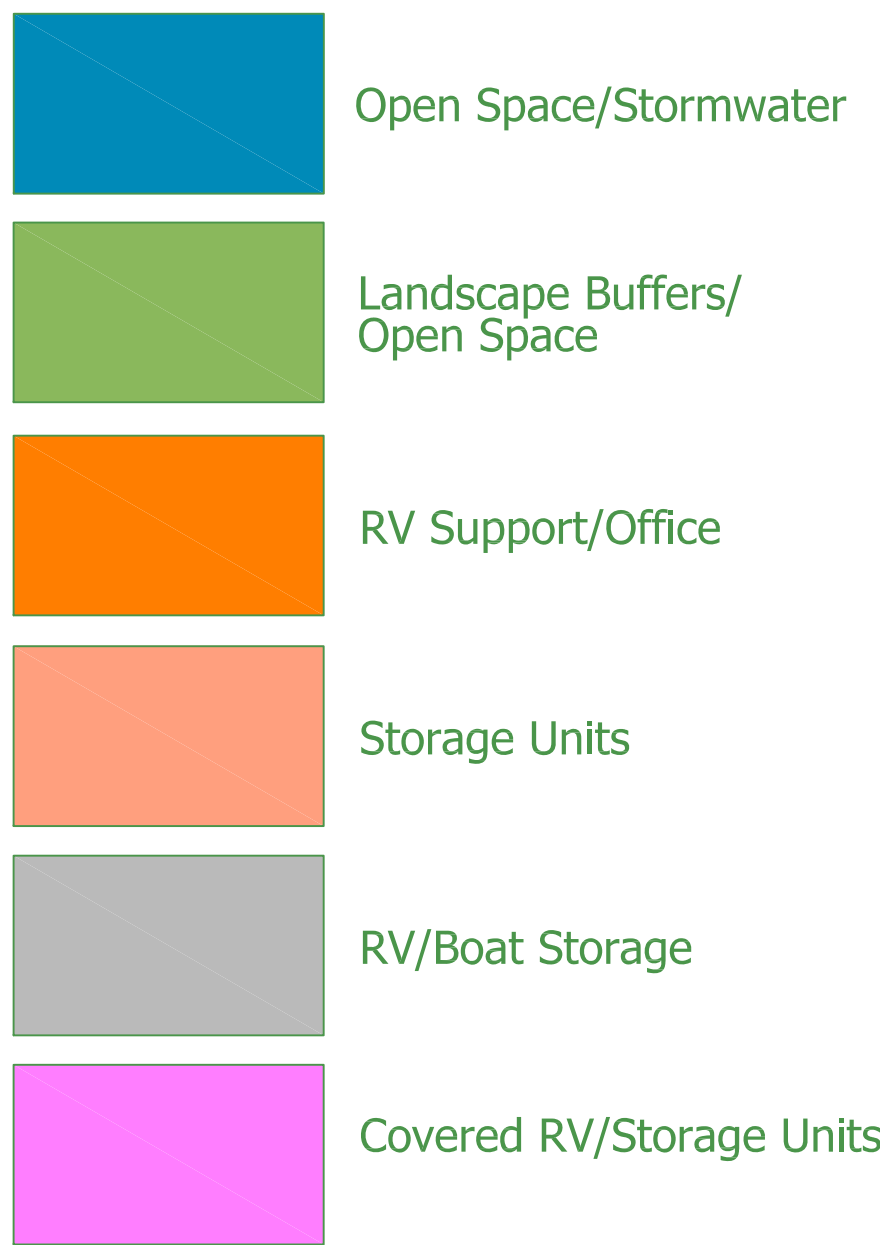 Open Space/Stormwater
Landscape Buffers/
Open Space
RV Support/Office
Storage Units
RV/Boat Storage
Covered RV/Storage Units